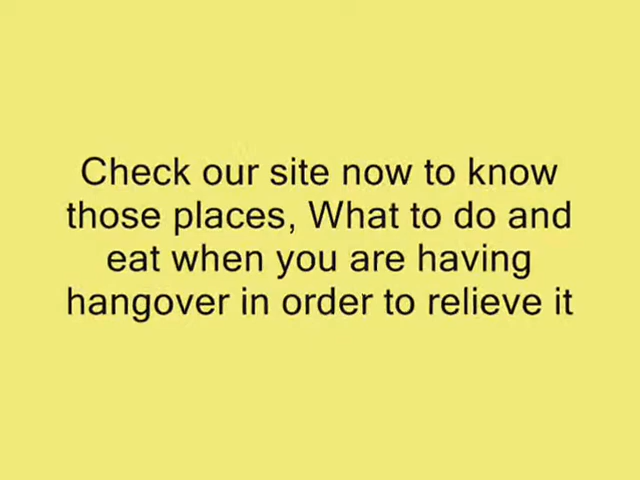 Check our site now to know
those places, What to do and
eat when you are having
hangover in order to relieve it